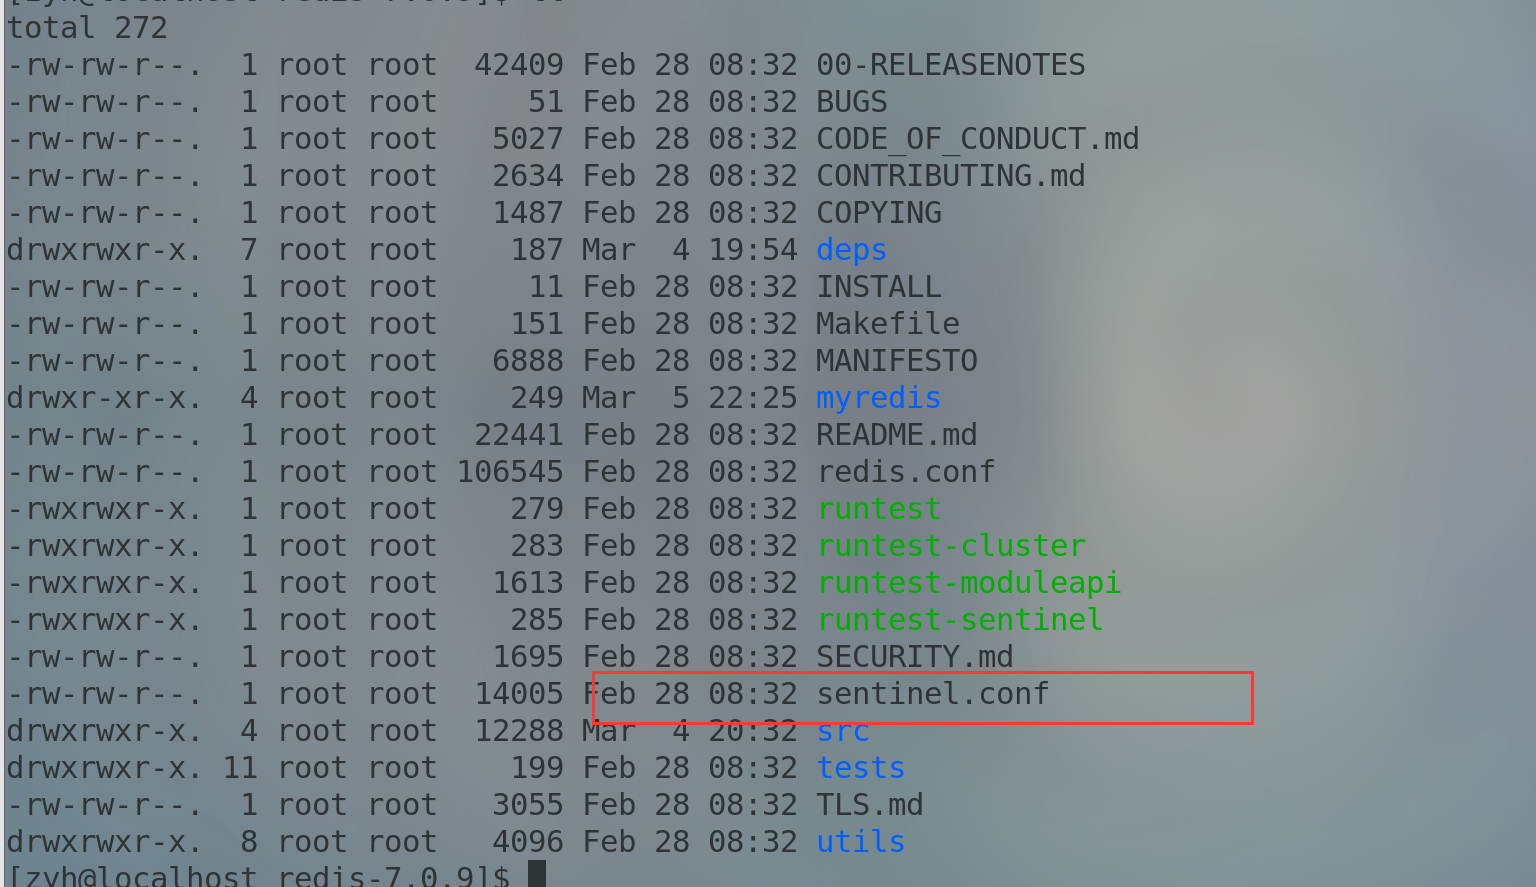 [zyh@localhost redis-7.0.9]$ ll
total 272
-rw-rw-r--.  1 root root  42409 Feb 28 08:32 00-RELEASENOTES
-rw-rw-r--.  1 root root     51 Feb 28 08:32 BUGS
-rw-rw-r--.  1 root root   5027 Feb 28 08:32 CODE_OF_CONDUCT.md
-rw-rw-r--.  1 root root   2634 Feb 28 08:32 CONTRIBUTING.md
-rw-rw-r--.  1 root root   1487 Feb 28 08:32 COPYING
drwxrwxr-x.  7 root root    187 Mar  4 19:54 deps
-rw-rw-r--.  1 root root     11 Feb 28 08:32 INSTALL
-rw-rw-r--.  1 root root    151 Feb 28 08:32 Makefile
-rw-rw-r--.  1 root root   6888 Feb 28 08:32 MANIFESTO
drwxr-xr-x.  4 root root    249 Mar  5 22:25 myredis
-rw-rw-r--.  1 root root  22441 Feb 28 08:32 README.md
-rw-rw-r--.  1 root root 106545 Feb 28 08:32 redis.conf
-rwxrwxr-x.  1 root root    279 Feb 28 08:32 runtest
-rwxrwxr-x.  1 root root    283 Feb 28 08:32 runtest-cluster
-rwxrwxr-x.  1 root root   1613 Feb 28 08:32 runtest-moduleapi
-rwxrwxr-x.  1 root root    285 Feb 28 08:32 runtest-sentinel
-rw-rw-r--.  1 root root   1695 Feb 28 08:32 SECURITY.md
-rw-rw-r--.  1 root root  14005 Feb 28 08:32 sentinel.conf
drwxrwxr-x.  4 root root  12288 Mar  4 20:32 src
drwxrwxr-x. 11 root root    199 Feb 28 08:32 tests
-rw-rw-r--.  1 root root   3055 Feb 28 08:32 TLS.md
drwxrwxr-x.  8 root root   4096 Feb 28 08:32 utils
[zyh@localhost redis-7.0.9]$